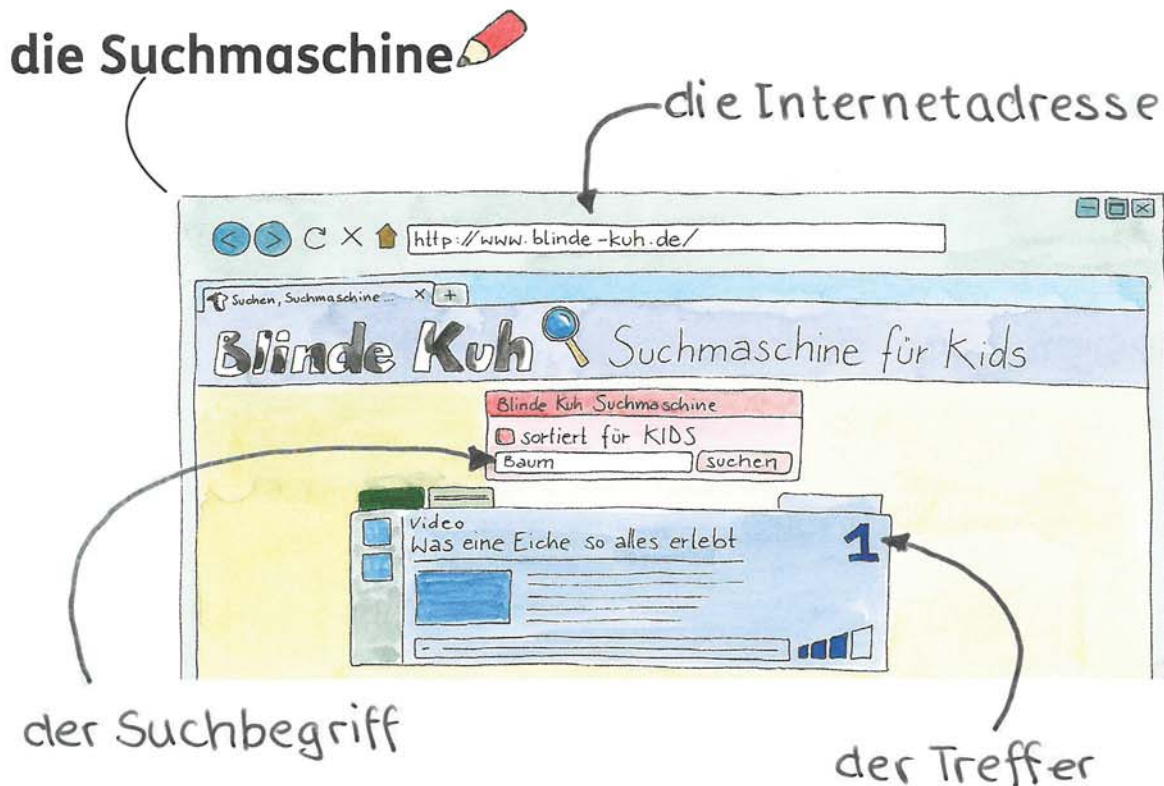 die Suchmaschine
die Internetadresse
http://www.blinde-kuh.de/
Suchen, Suchmaschine...
Blinde Kuh Suchmaschine für Kids
Blinde Kuh Suchmaschine
sortiert für KIDS
Baum suchen
Video
Was eine Eiche so alles erlebt
1
der Suchbegriff
der Treffer